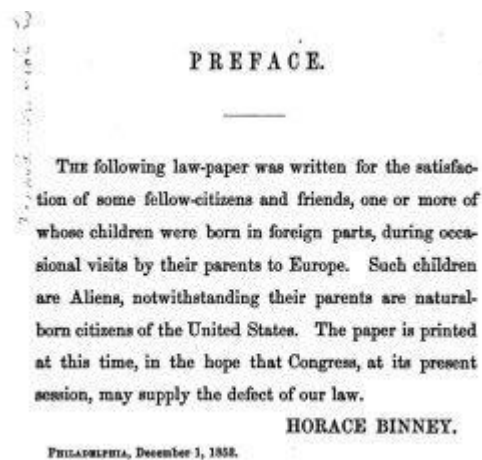 PREFACE.
THE following law-paper was written for the satisfac-
tion of some fellow-citizens and friends, one or more of
whose children were born in foreign parts, during occa-
sional visits by their parents to Europe. Such children
are Aliens, notwithstanding their parents are natural-
born citizens of the United States. The paper is printed
at this time, in the hope that Congress, at its present
session, may supply the defect of our law.
HORACE BINNEY.
PHILADELPHIA, December 1, 1853.